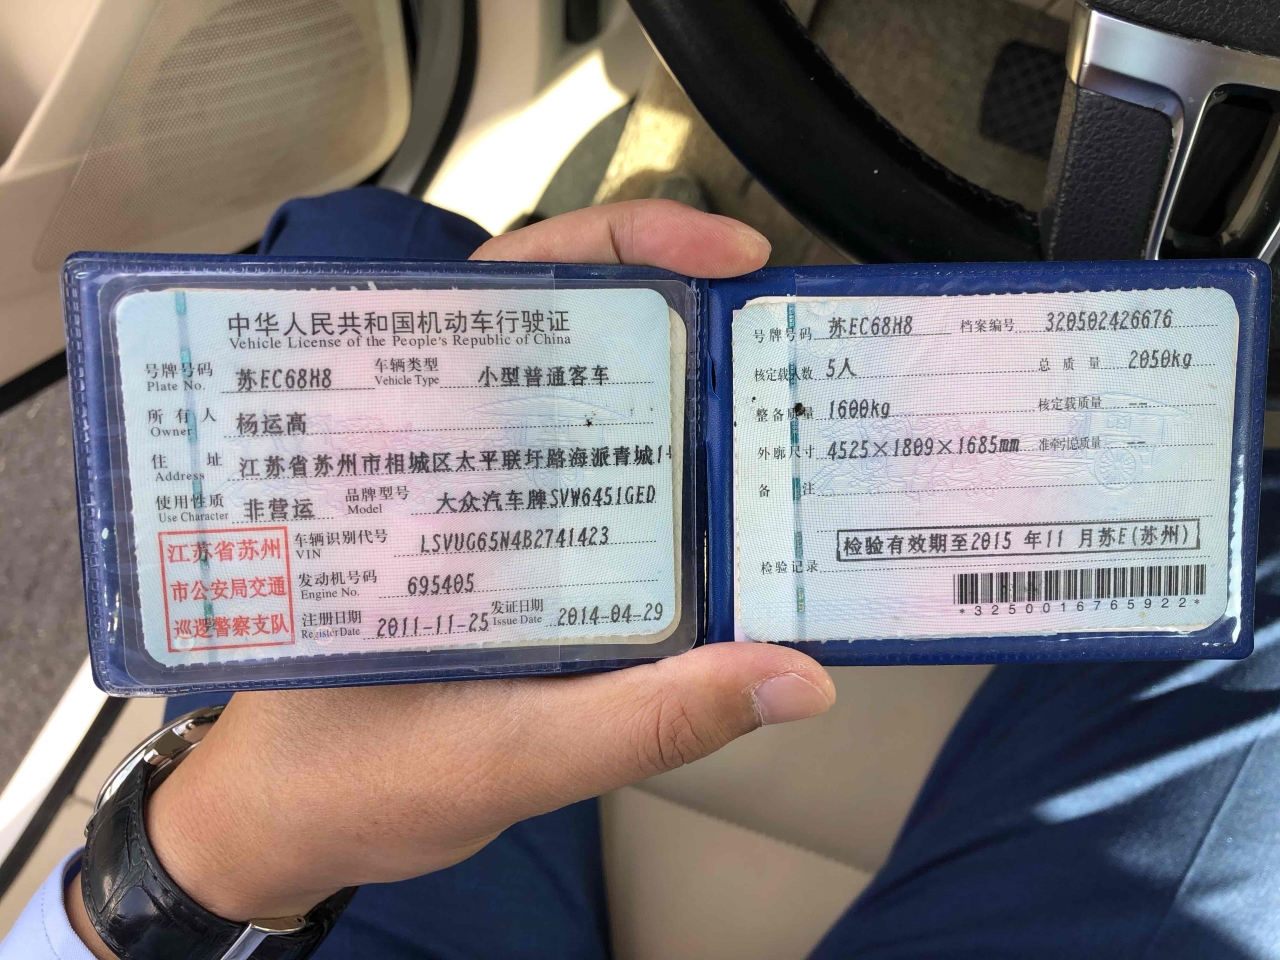 中华人民共和国机动车行驶证
Vehicle License of the People's Republic of China
号牌号码 Plate No. 苏EC68H8 车辆类型 Vehicle Type 小型普通客车
所有人 Owner 杨运高
住址 Address 江苏省苏州市相城区太平联圩路海派青城1
使用性质 Use Character 非营运 品牌型号 Model 大众汽车牌SVW6451GED
江苏省苏州
市公安局交通
巡逻警察支队
车辆识别代号 VIN LSVUG65N4B2741423
发动机号码 Engine No. 695405
注册日期 Register Date 2011-11-25 发证日期 Issue Date 2014-04-29
号牌号码 苏EC68H8 档案编号 320502426676
核定载人数 5人 总质量 2050kg
整备质量 1600kg 核定载质量 --
外廓尺寸 4525×1809×1685mm 准牵引总质量 --
备注
检验有效期至2015 年11 月苏E(苏州)
检验记录
*3250016765922*